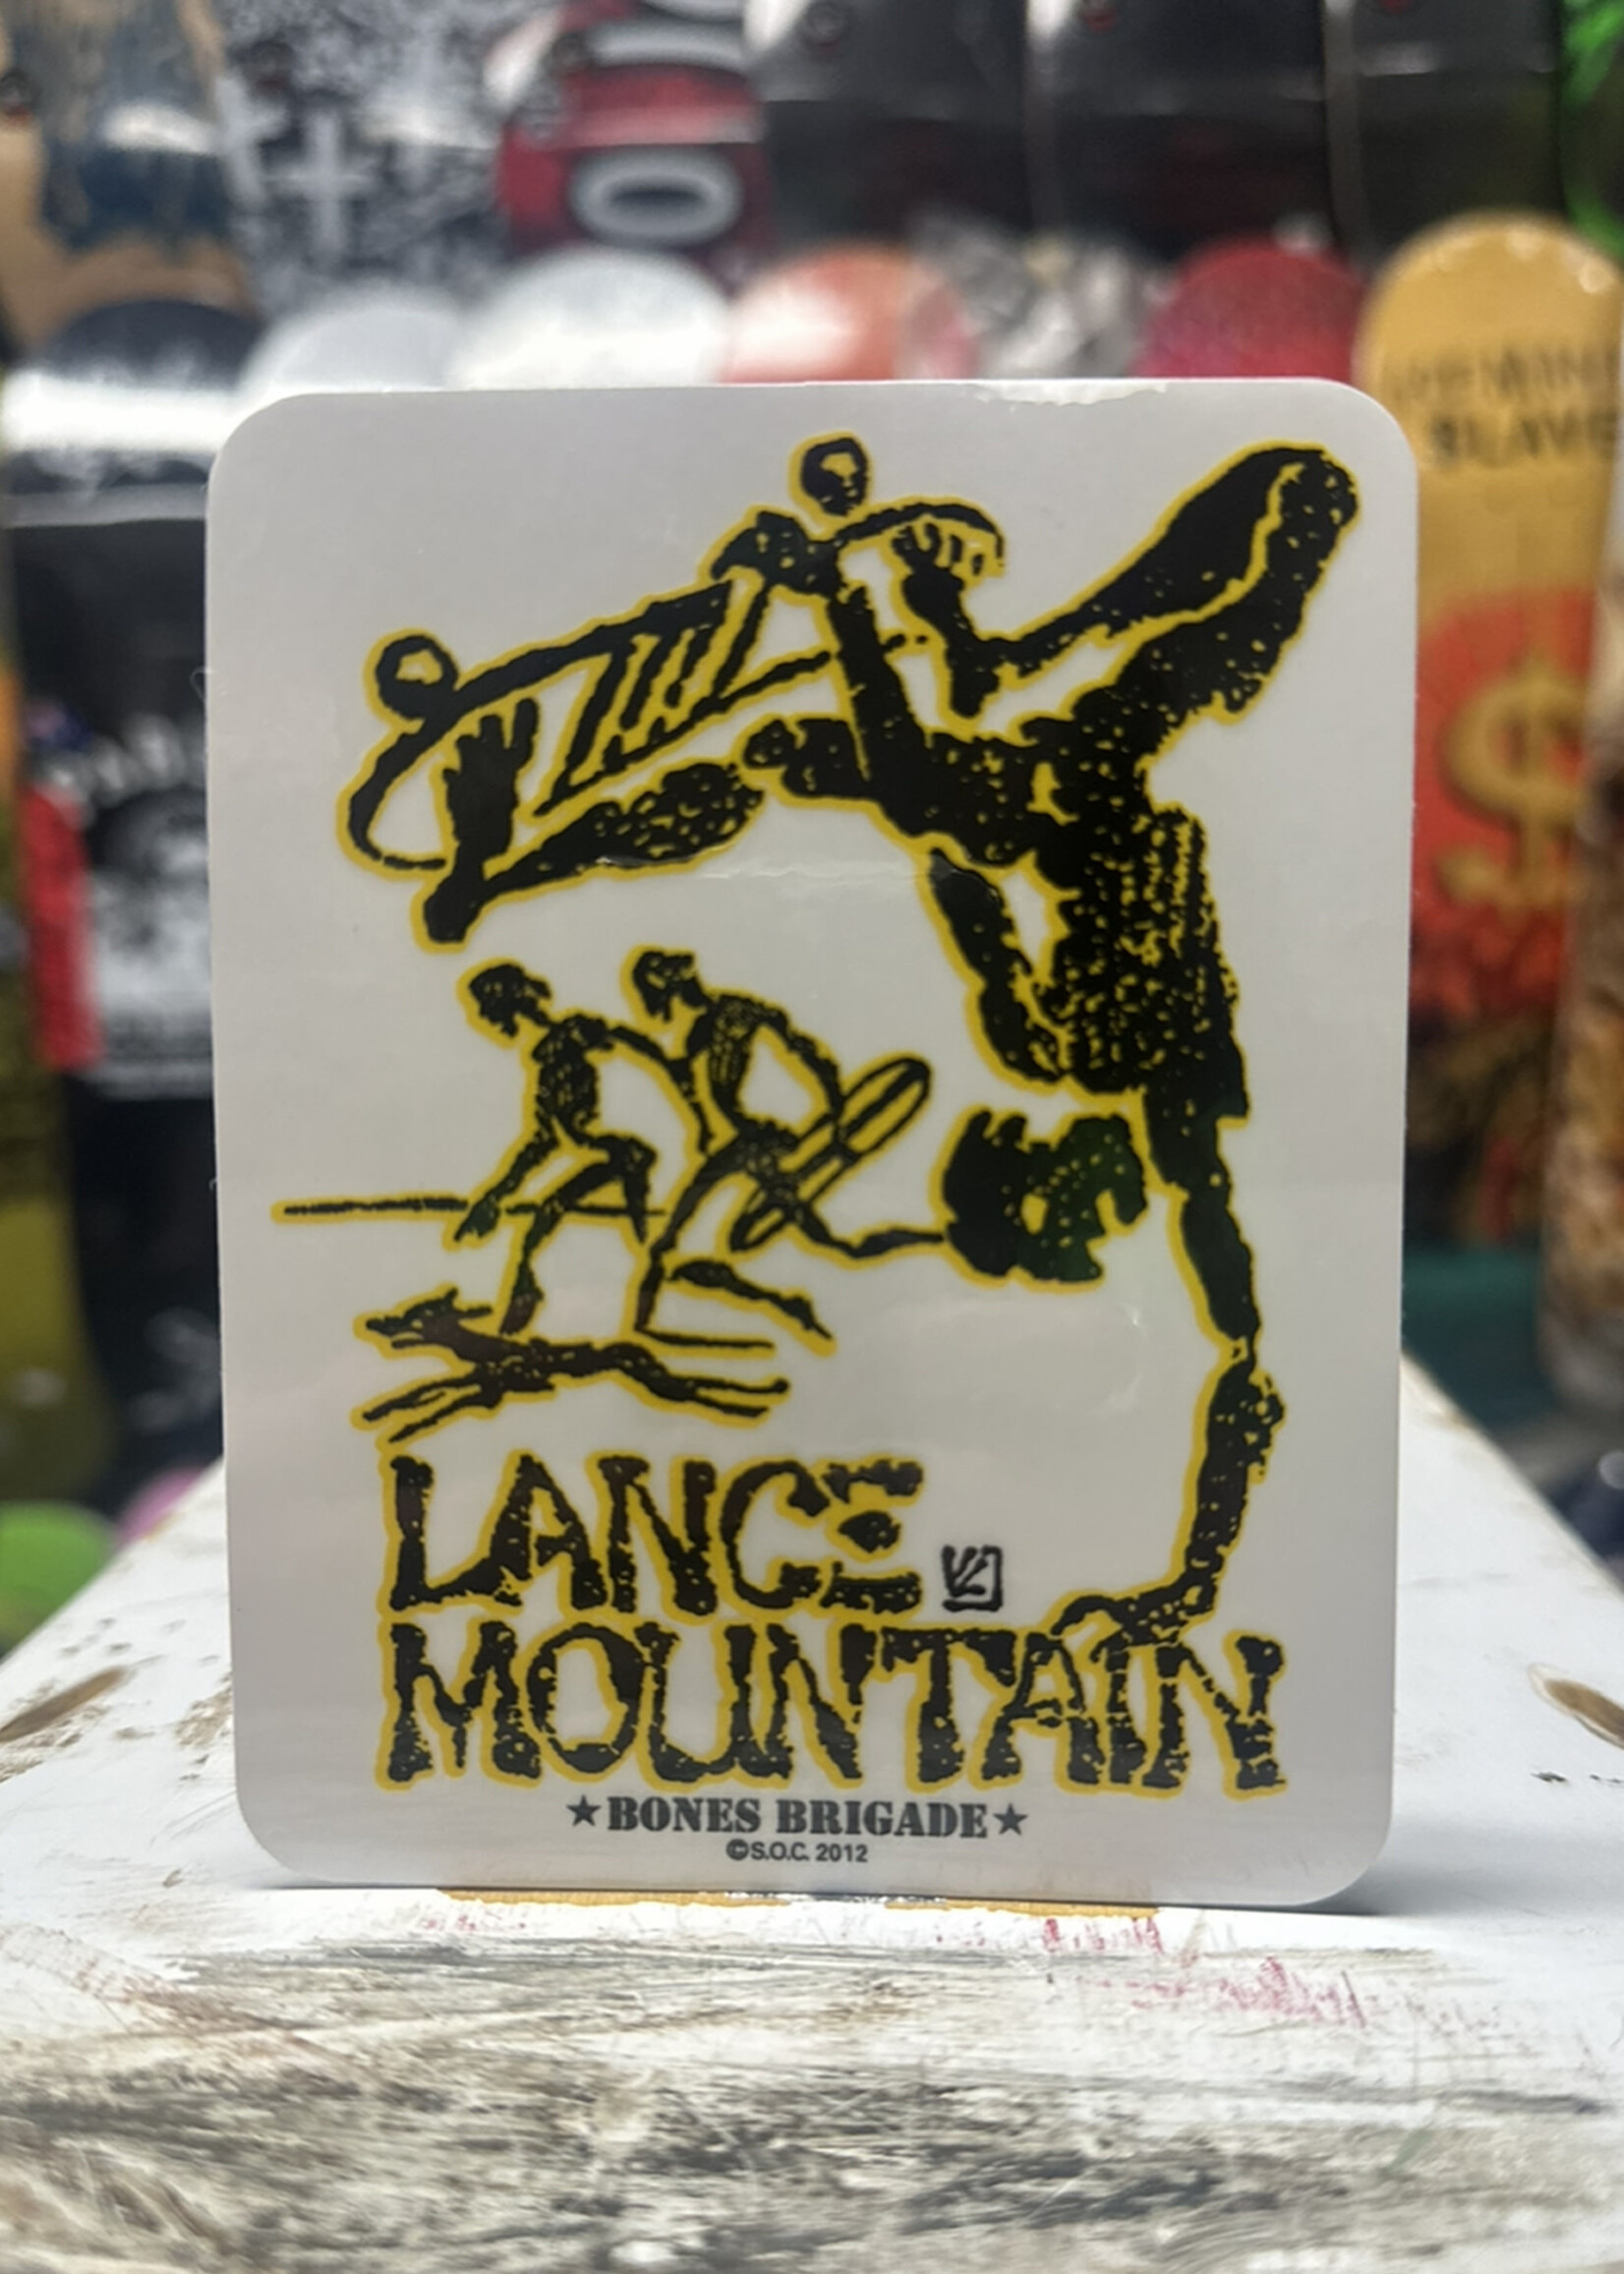 LANCE
MOUNTAIN
★BONES BRIGADE★
©S.O.C. 2012